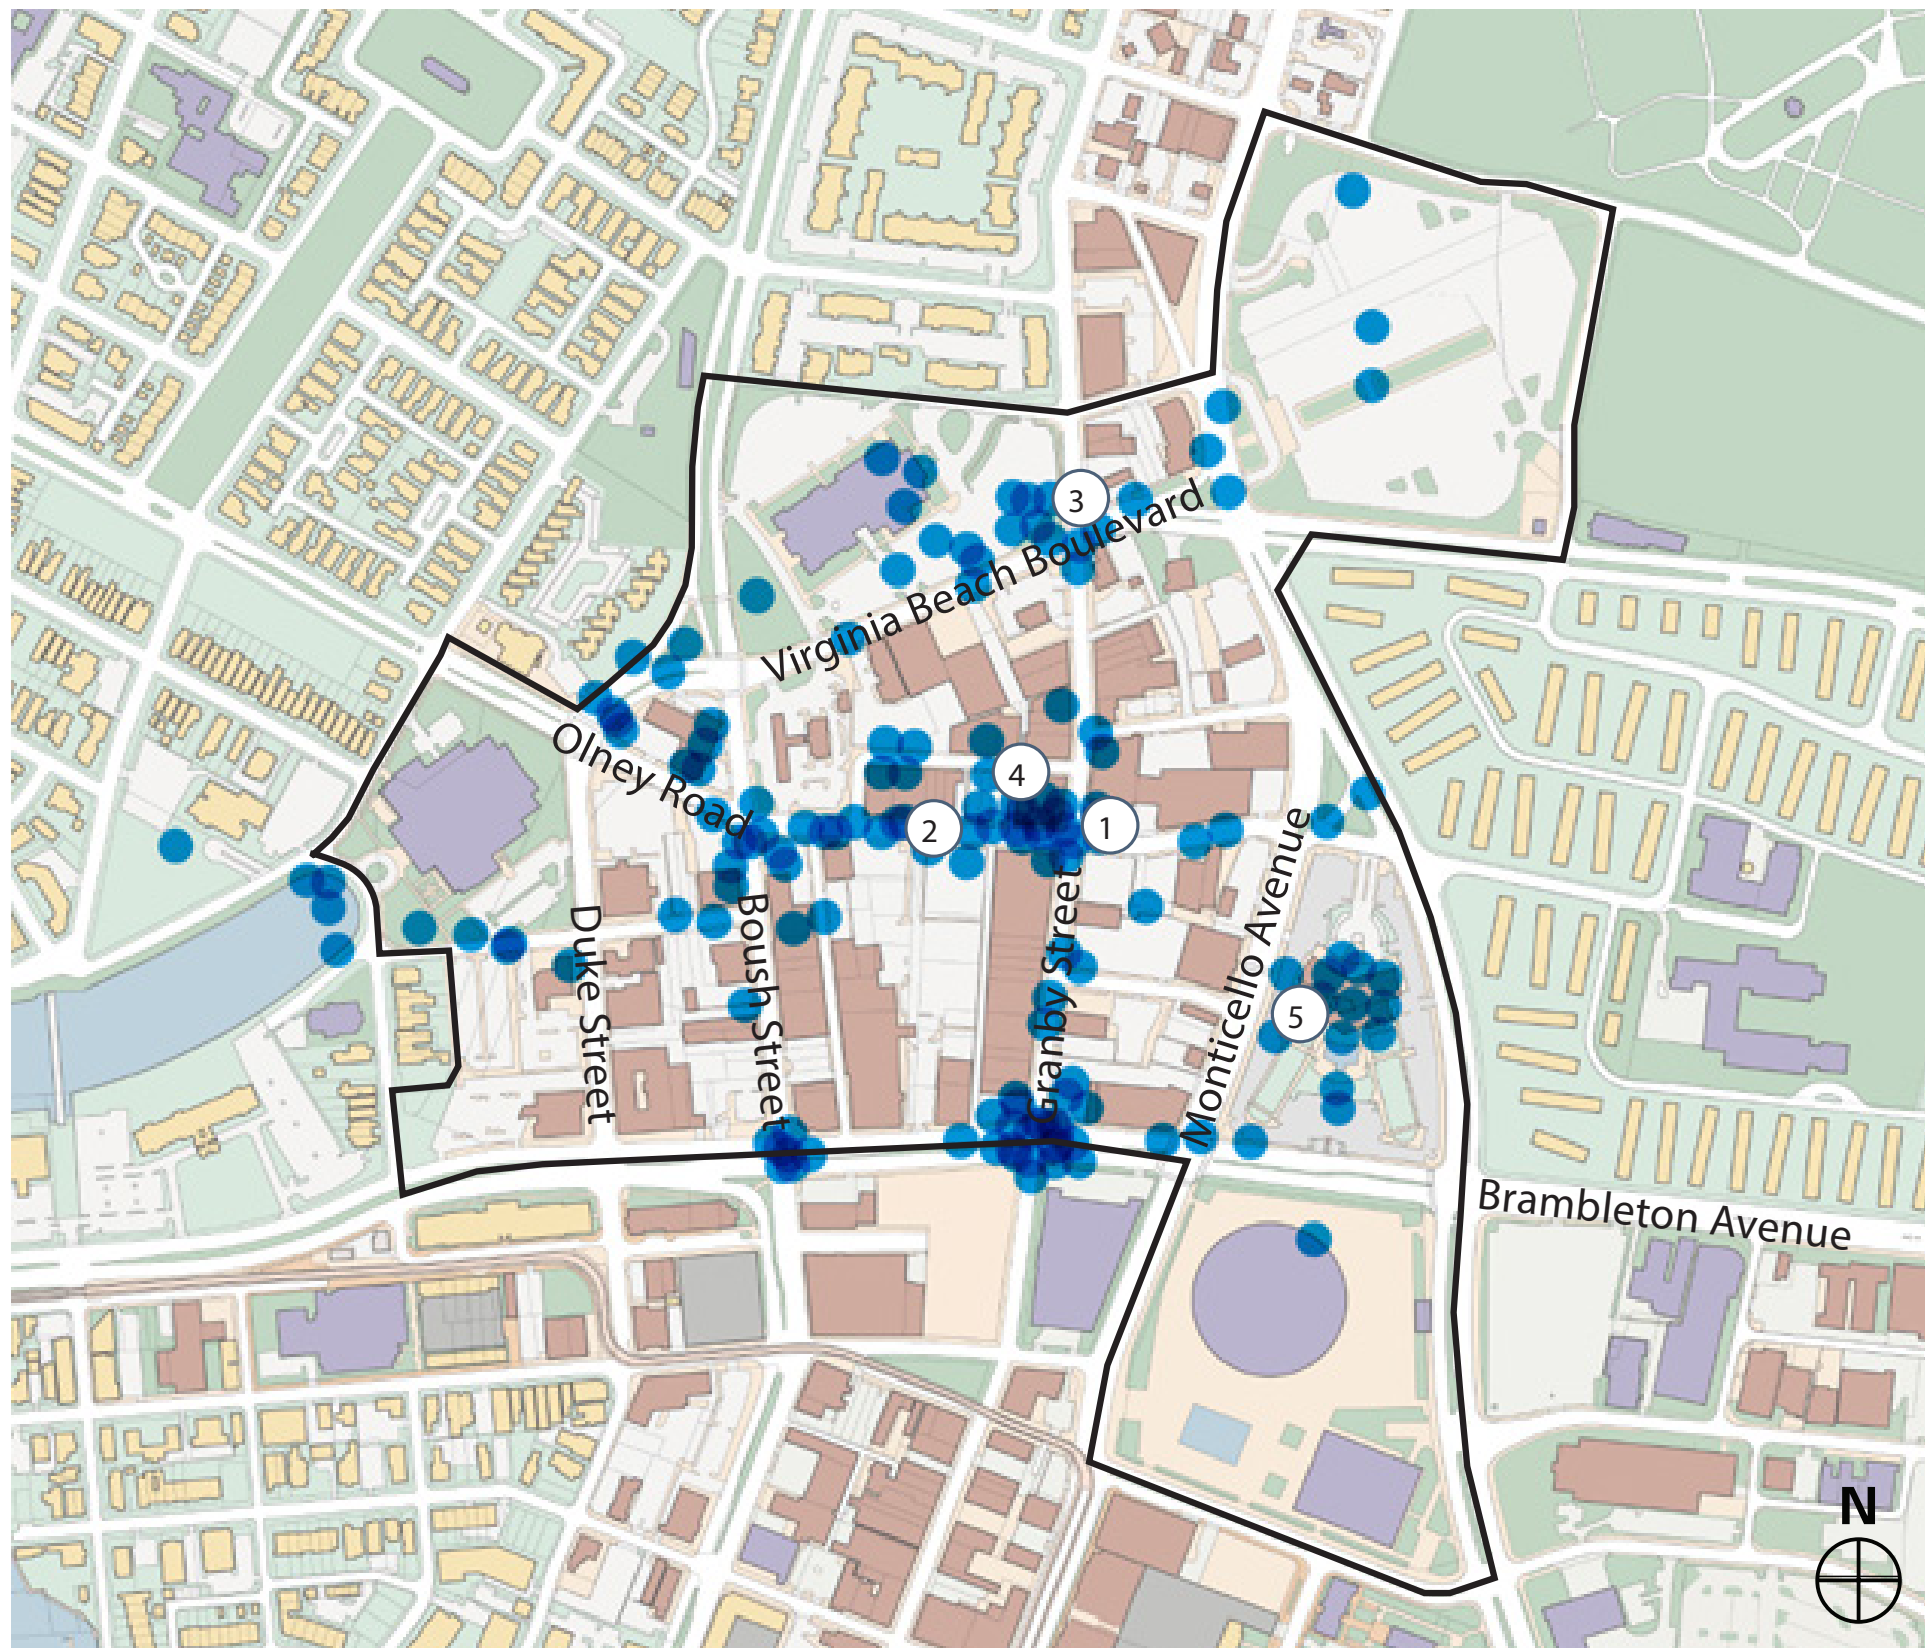 3
Virginia Beach Boulevard
Olney Road
4
2
1
Duke Street
Boush Street
Granby Street
Monticello Avenue
5
Brambleton Avenue
N